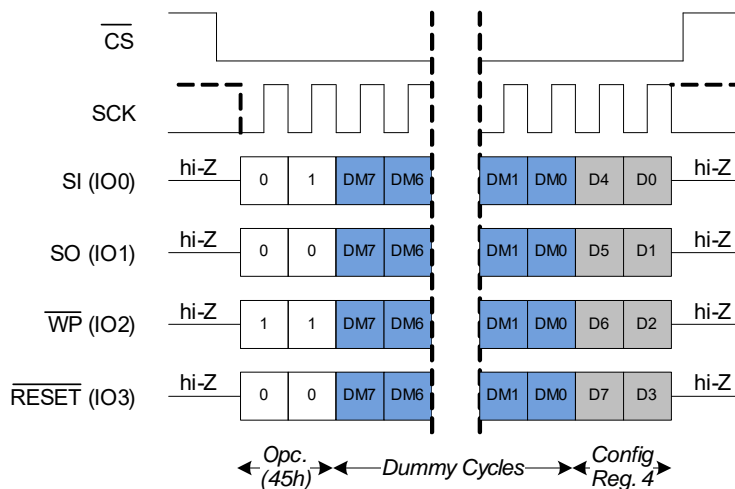 CS
SCK
hi-Z hi-Z
SI (IO0) 0 1 DM7 DM6 DM1 DM0 D4 D0
hi-Z hi-Z
SO (IO1) 0 0 DM7 DM6 DM1 DM0 D5 D1
hi-Z hi-Z
WP (IO2) 1 1 DM7 DM6 DM1 DM0 D6 D2
hi-Z hi-Z
RESET (IO3) 0 0 DM7 DM6 DM1 DM0 D7 D3
Opc. (45h)
Dummy Cycles
Config Reg. 4